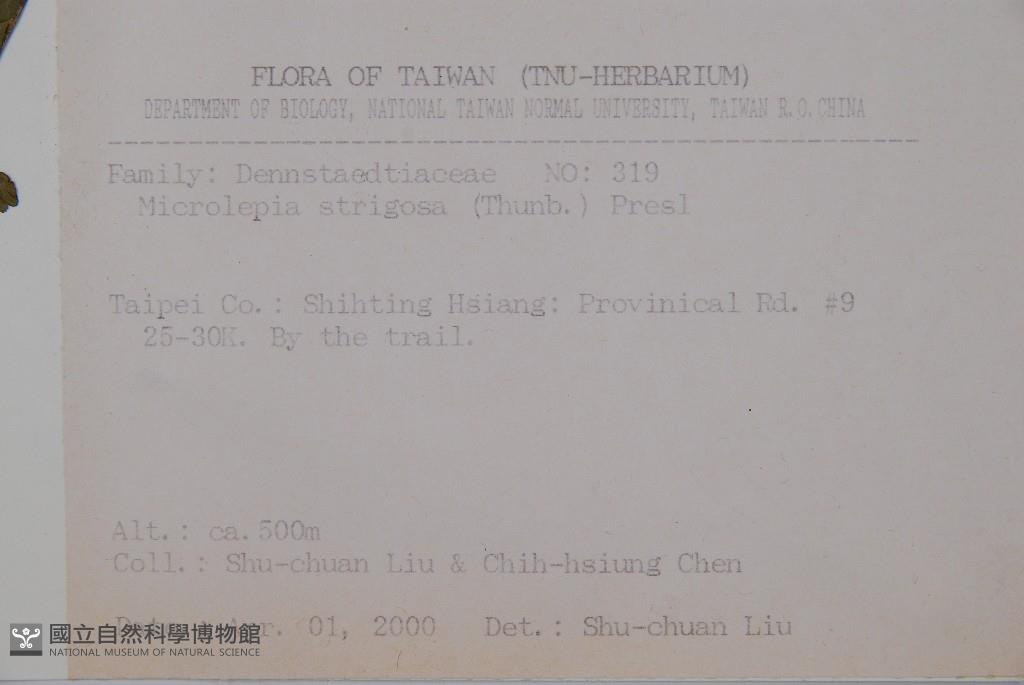 FLORA OF TAIWAN (TNU-HERBARIUM)
DEPARTMENT OF BIOLOGY, NATIONAL TAIWAN NORMAL UNIVERSITY, TAIWAN R.O.CHINA
Family: Dennstaedtiaceae NO: 319
Microlepia strigosa (Thunb.) Presl
Taipei Co.: Shihting Hsiang: Provinical Rd. #9
25-30K. By the trail.
Alt.: ca.500m
Coll.: Shu-chuan Liu & Chih-hsiung Chen
Date: Apr. 01, 2000 Det.: Shu-chuan Liu
國立自然科學博物館
NATIONAL MUSEUM OF NATURAL SCIENCE